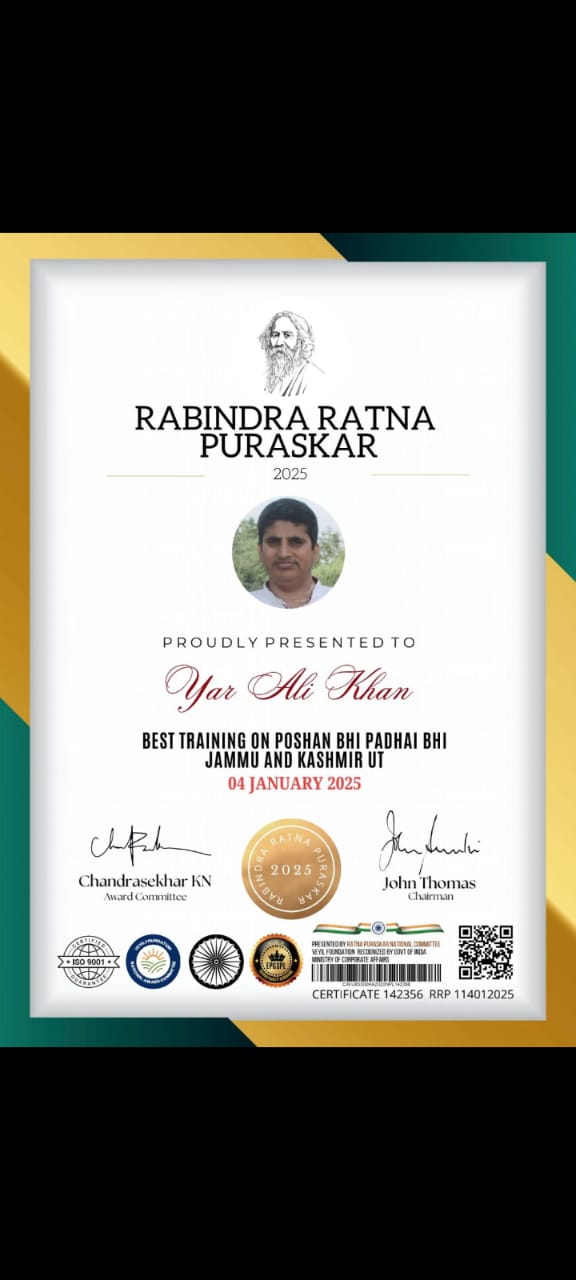 RABINDRA RATNA
PURASKAR
2025
PROUDLY PRESENTED TO
Yar Ali Khan
BEST TRAINING ON POSHAN BHI PADHAI BHI
JAMMU AND KASHMIR UT
04 JANUARY 2025
Chandrasekhar KN
Award Committee
RABINDRA RATNA PURASKAR
2025
John Thomas
Chairman
CERTIFIED
ISO 9001
GUARANTEE
EPGSPL
PRESENTED BY RATNA PURASKAR NATIONAL COMMITTEE
VEYIL FOUNDATION RECOGNIZED BY GOVT OF INDIA
MINISTRY OF CORPORATE AFFAIRS
CERTIFICATE 142356 RRP 114012025